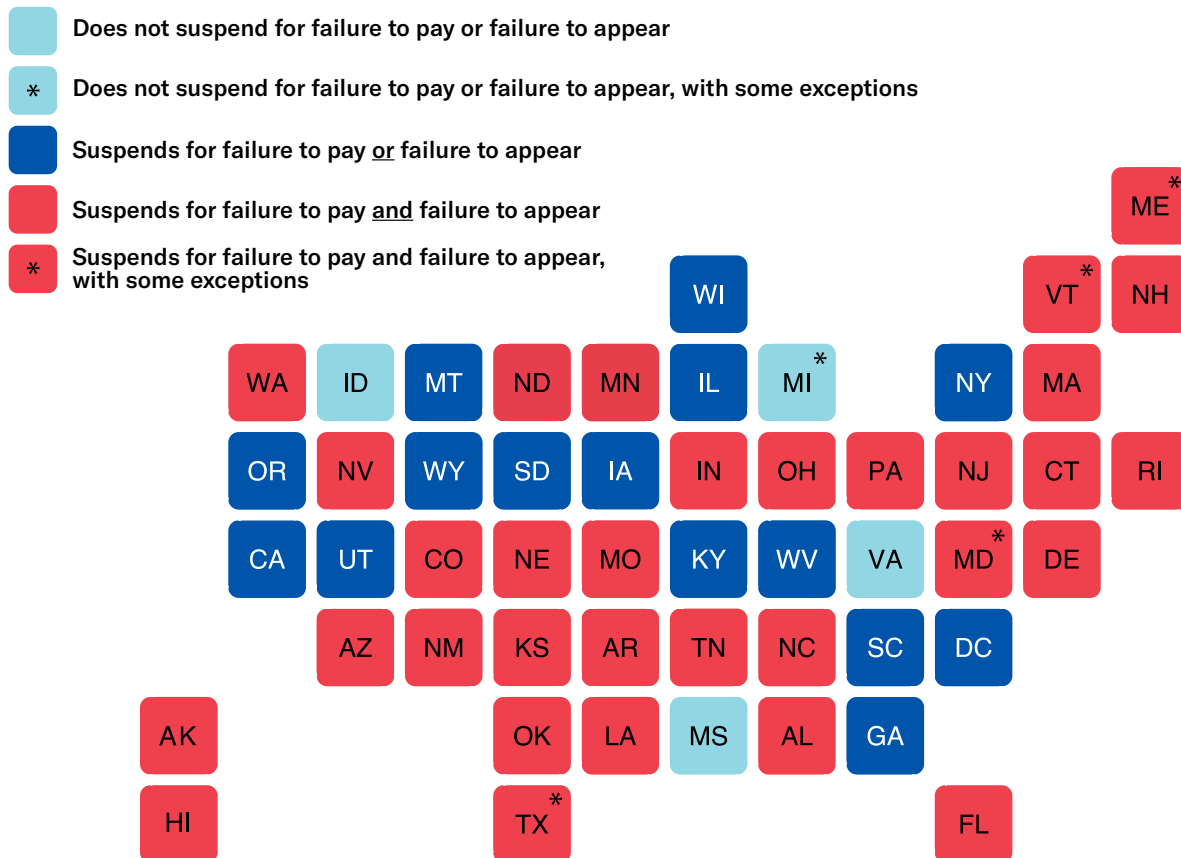 Does not suspend for failure to pay or failure to appear
* Does not suspend for failure to pay or failure to appear, with some exceptions
Suspends for failure to pay or failure to appear
Suspends for failure to pay and failure to appear
* Suspends for failure to pay and failure to appear,
with some exceptions
ME*
WI VT* NH
WA ID MT ND MN IL MI* NY MA
OR NV WY SD IA IN OH PA NJ CT RI
CA UT CO NE MO KY WV VA MD* DE
AZ NM KS AR TN NC SC DC
AK OK LA MS AL GA
HI TX* FL